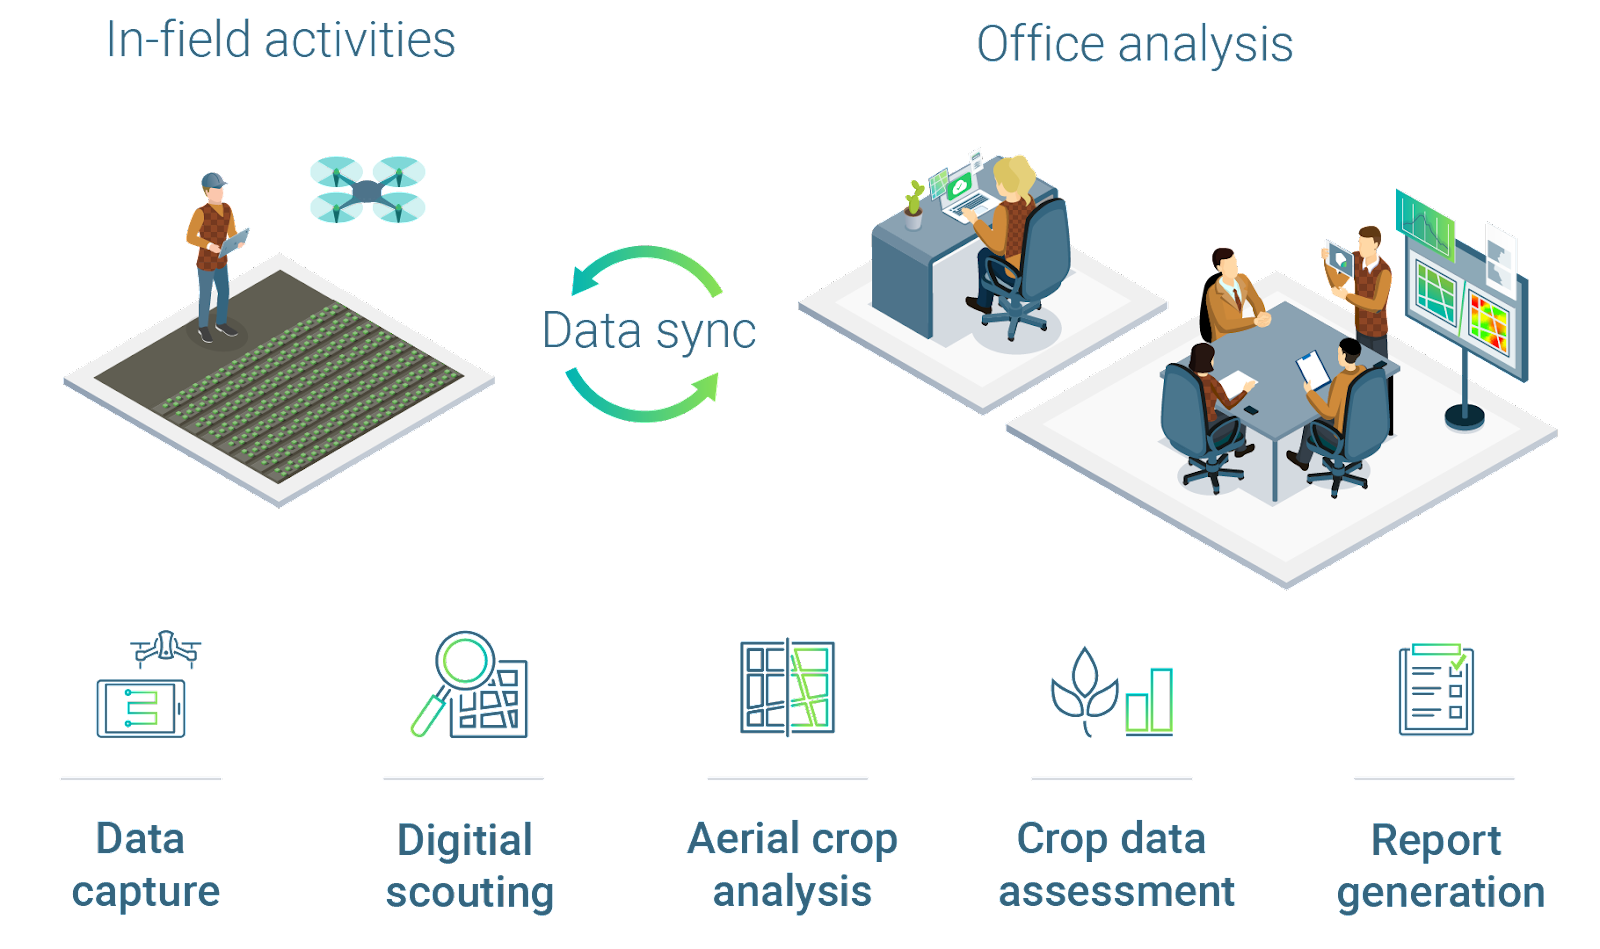 In-field activities
Office analysis
Data sync
Data
capture
Digitial
scouting
Aerial crop
analysis
Crop data
assessment
Report
generation